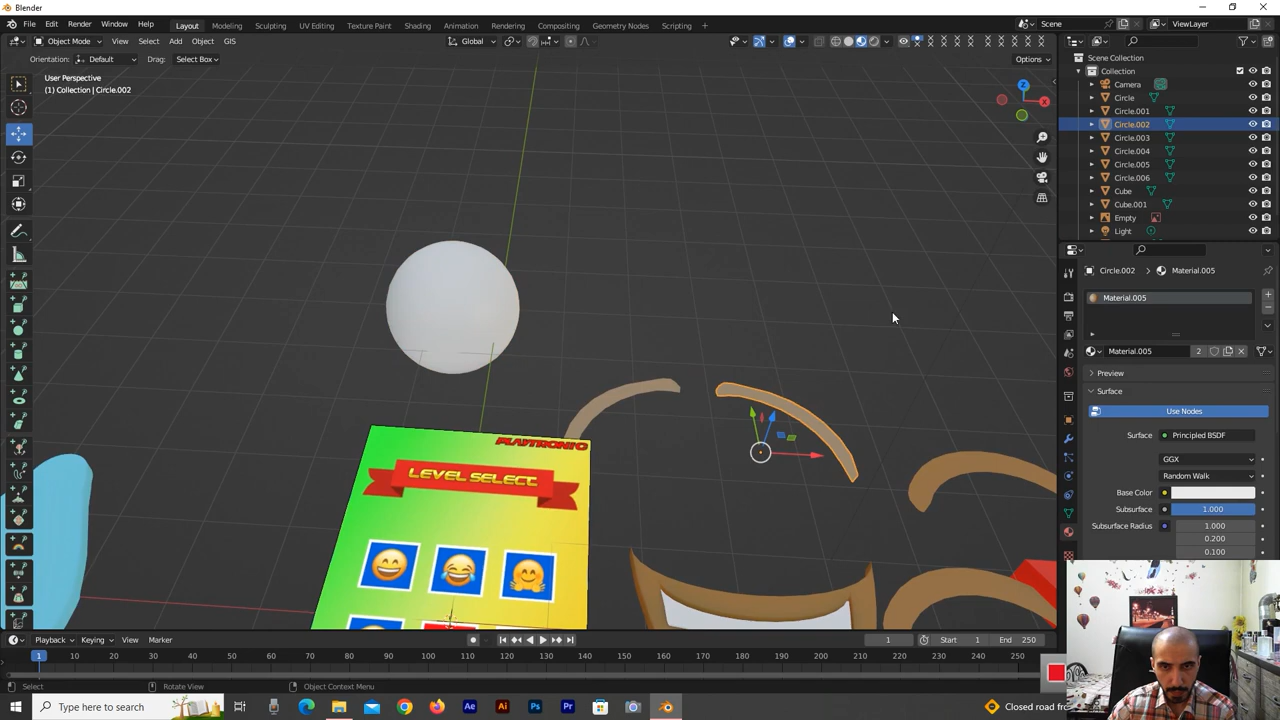 Blender
File Edit Render Window Help
Layout Modeling Sculpting UV Editing Texture Paint Shading Animation Rendering Compositing Geometry Nodes Scripting +
Scene ViewLayer
Object Mode View Select Add Object GIS Global
Orientation: Default Drag: Select Box Options
User Perspective
(1) Collection | Circle.002
Z
X
Scene Collection
Collection
Camera
Circle
Circle.001
Circle.002
Circle.003
Circle.004
Circle.005
Circle.006
Cube
Cube.001
Empty
Light
Circle.002 > Material.005
Material.005
Material.005 2
Preview
Surface
Use Nodes
Surface Principled BSDF
GGX
Random Walk
Base Color
Subsurface 1.000
Subsurface Radius 1.000
0.200
0.100
PLAYTRONIC
LEVEL SELECT
Playback Keying View Marker 1 Start 1 End 250
1 10 20 30 40 50 60 70 80 90 100 110 120 130 140 150 160 170 180 190 200 210 220 230 240 250
Select Rotate View Object Context Menu
Type here to search Ae Ai Ps Pr Closed road fro